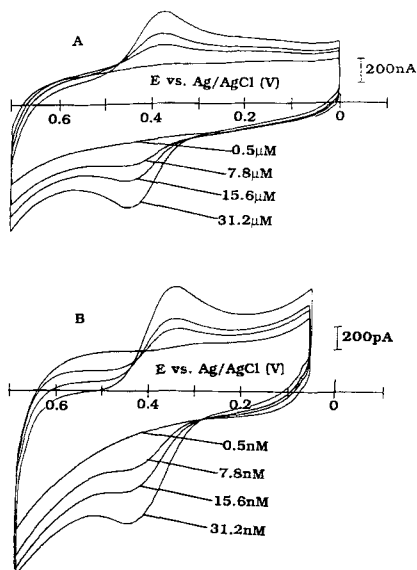 A
200nA
E vs. Ag/AgCl (V)
0.6 0.4 0.2 0
0.5μM
7.8μM
15.6μM
31.2μM
B
200pA
E vs. Ag/AgCl (V)
0.6 0.4 0.2 0
0.5nM
7.8nM
15.6nM
31.2nM